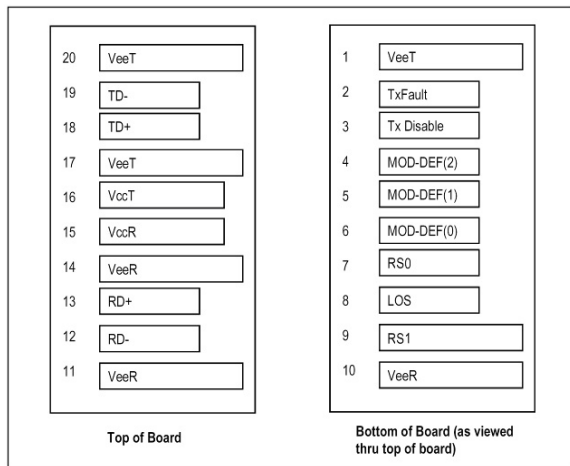 20 VeeT
19 TD-
18 TD+
17 VeeT
16 VccT
15 VccR
14 VeeR
13 RD+
12 RD-
11 VeeR
Top of Board
1 VeeT
2 TxFault
3 Tx Disable
4 MOD-DEF(2)
5 MOD-DEF(1)
6 MOD-DEF(0)
7 RS0
8 LOS
9 RS1
10 VeeR
Bottom of Board (as viewed
thru top of board)